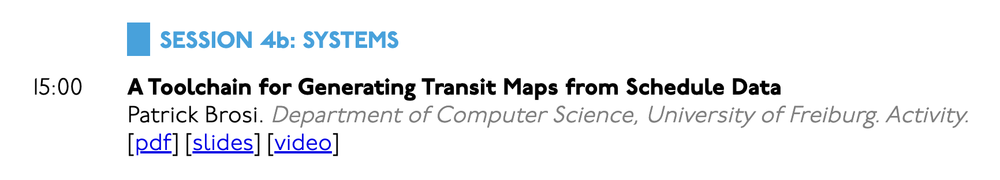 SESSION 4b: SYSTEMS
15:00 A Toolchain for Generating Transit Maps from Schedule Data
Patrick Brosi. Department of Computer Science, University of Freiburg. Activity.
[pdf] [slides] [video]